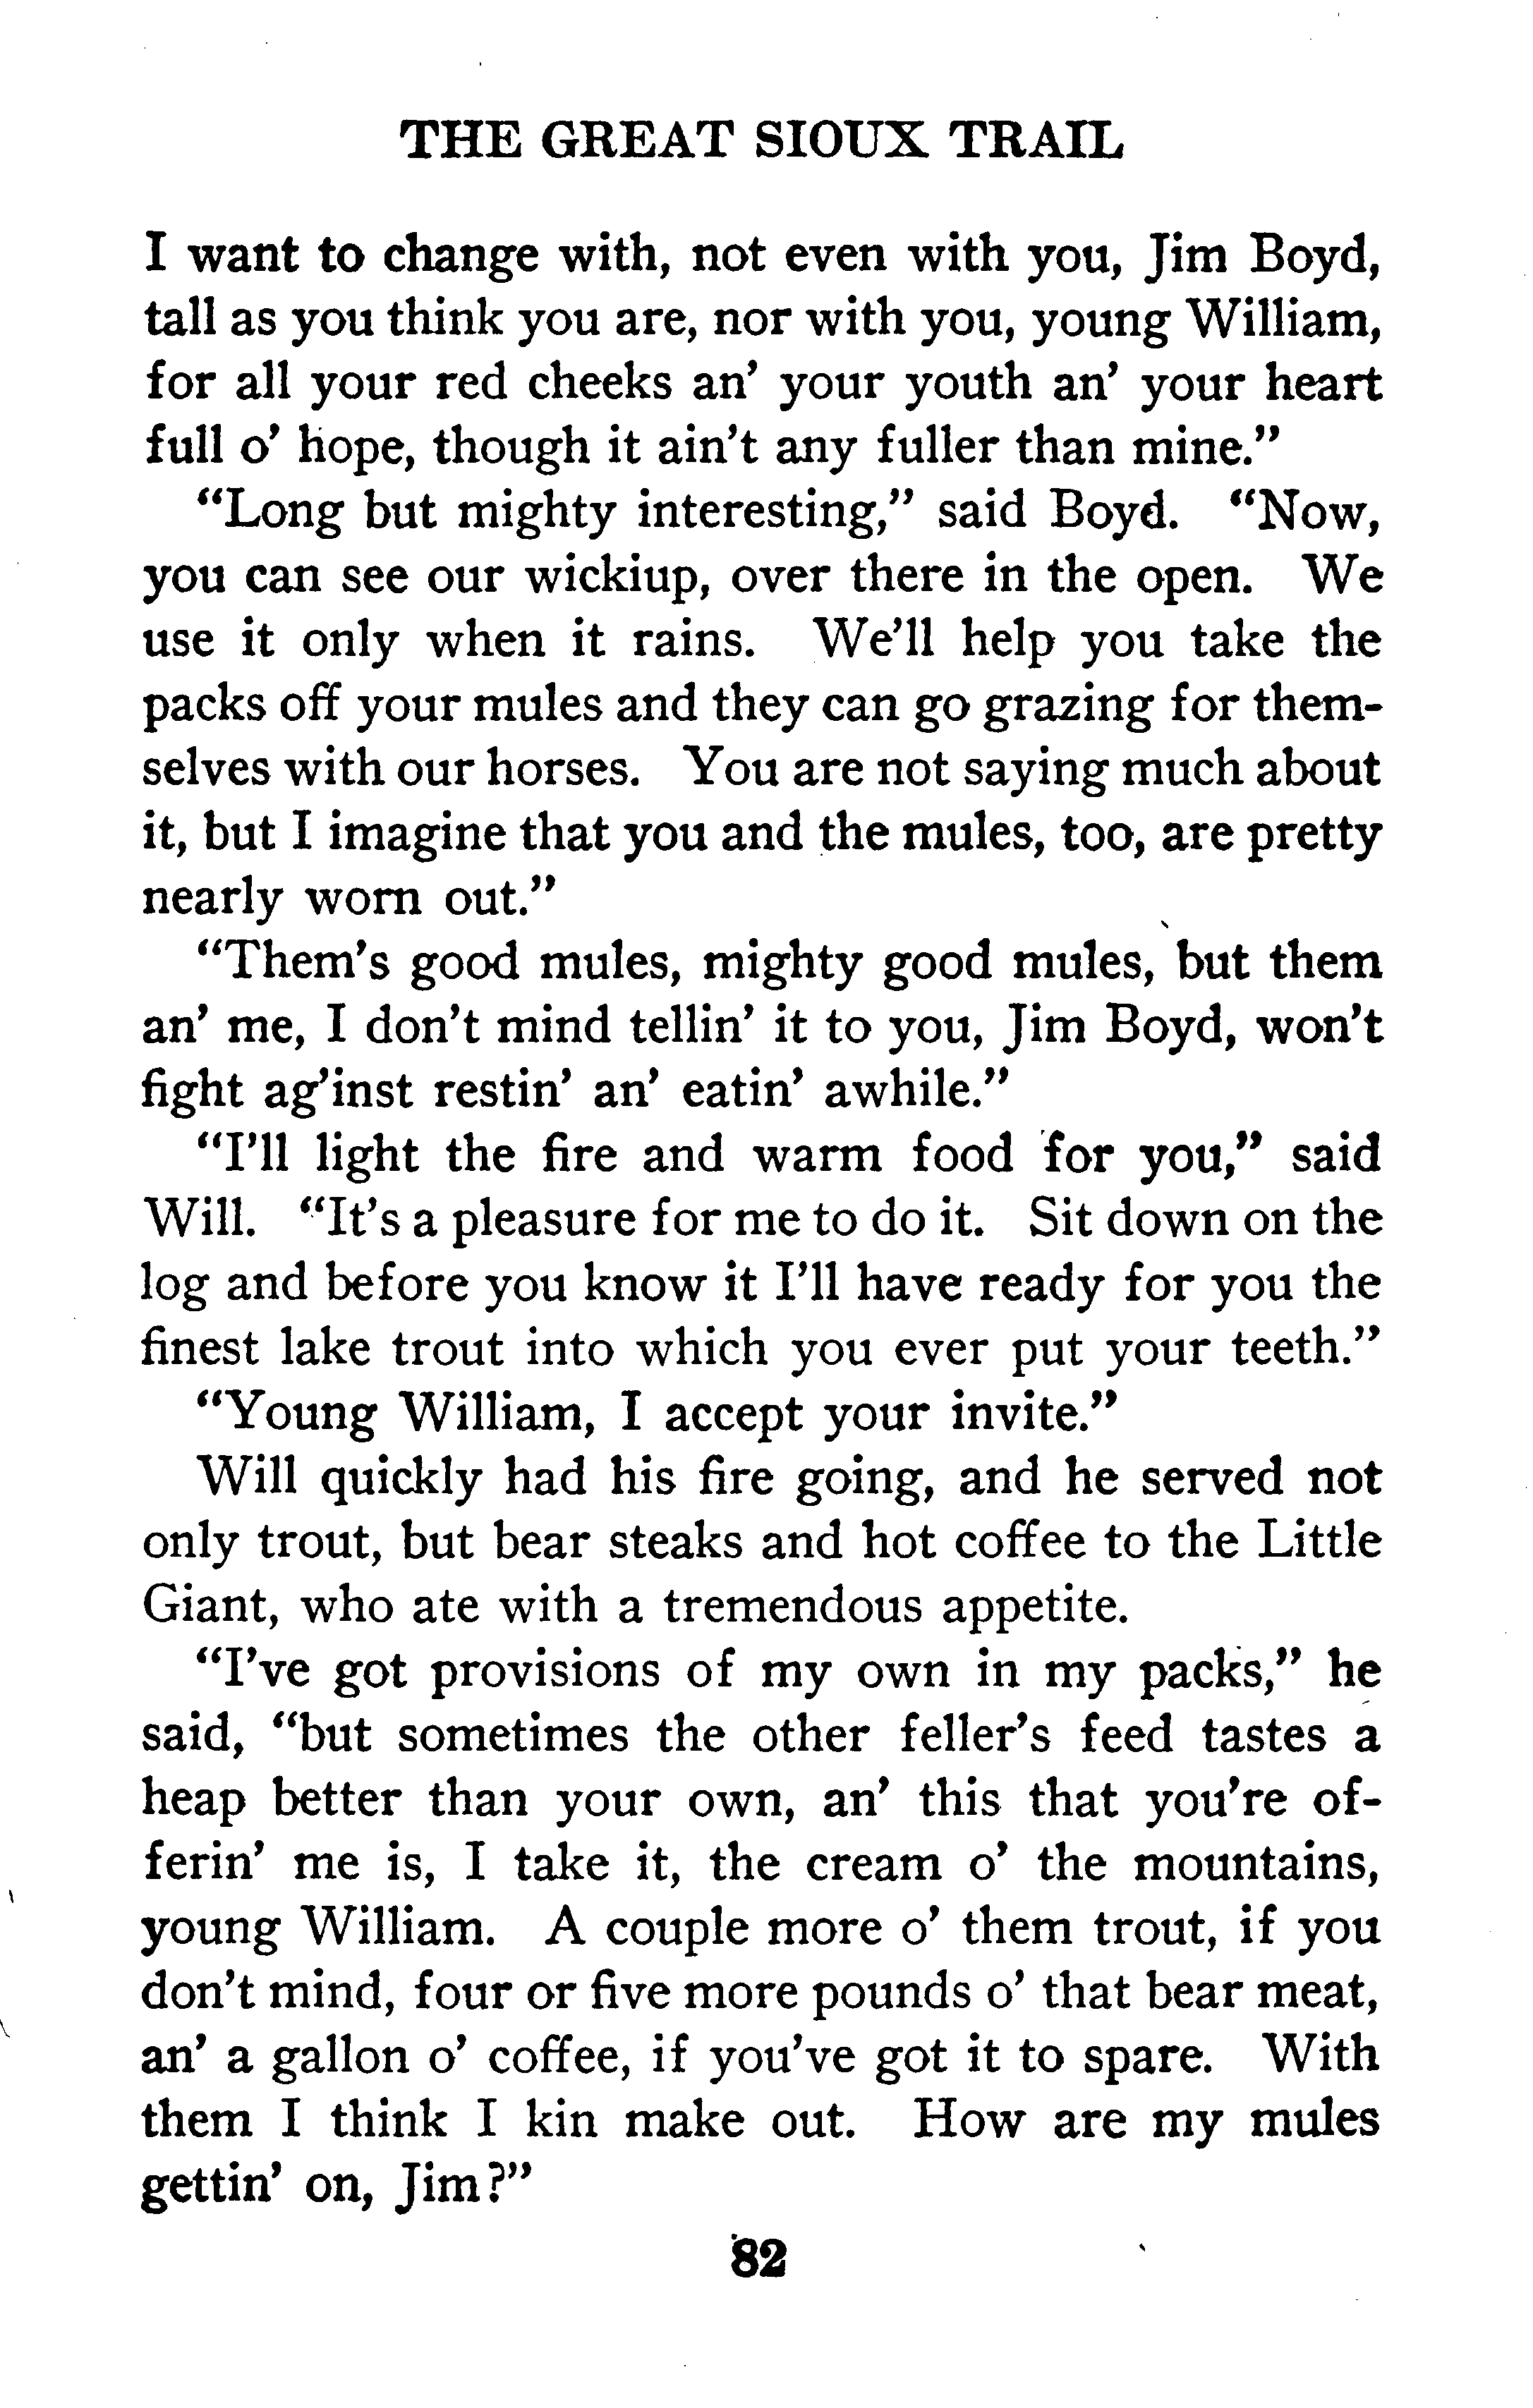 THE GREAT SIOUX TRAIL
I want to change with, not even with you, Jim Boyd,
tall as you think you are, nor with you, young William,
for all your red cheeks an' your youth an' your heart
full o' hope, though it ain't any fuller than mine."
"Long but mighty interesting," said Boyd. "Now,
you can see our wickiup, over there in the open. We
use it only when it rains. We'll help you take the
packs off your mules and they can go grazing for them-
selves with our horses. You are not saying much about
it, but I imagine that you and the mules, too, are pretty
nearly worn out."
"Them's good mules, mighty good mules, but them
an' me, I don't mind tellin' it to you, Jim Boyd, won't
fight ag'inst restin' an' eatin' awhile."
"I'll light the fire and warm food for you," said
Will. "It's a pleasure for me to do it. Sit down on the
log and before you know it I'll have ready for you the
finest lake trout into which you ever put your teeth."
"Young William, I accept your invite."
Will quickly had his fire going, and he served not
only trout, but bear steaks and hot coffee to the Little
Giant, who ate with a tremendous appetite.
"I've got provisions of my own in my packs," he
said, "but sometimes the other feller's feed tastes a
heap better than your own, an' this that you're of-
ferin' me is, I take it, the cream o' the mountains,
young William. A couple more o' them trout, if you
don't mind, four or five more pounds o' that bear meat,
an' a gallon o' coffee, if you've got it to spare. With
them I think I kin make out. How are my mules
gettin' on, Jim?"
82